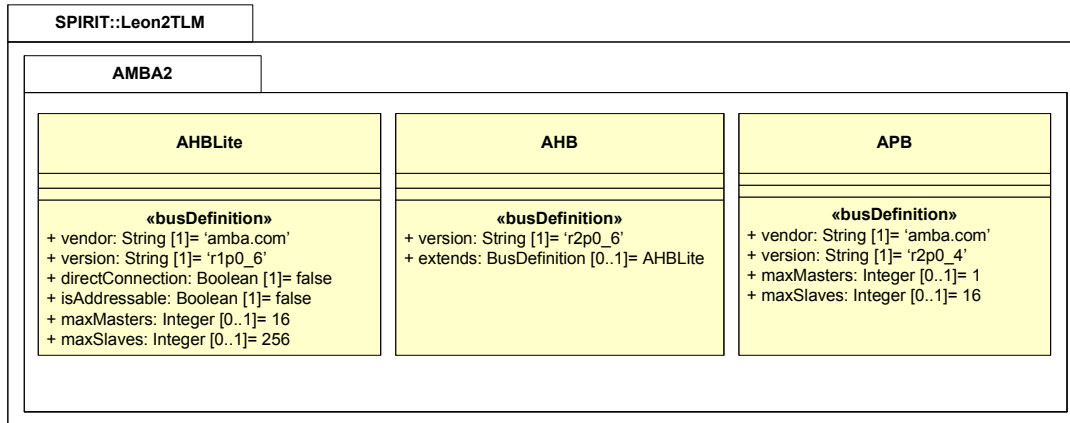 SPIRIT::Leon2TLM
AMBA2
AHBLite
«busDefinition»
+ vendor: String [1]= ‘amba.com’
+ version: String [1]= ‘r1p0_6’
+ directConnection: Boolean [1]= false
+ isAddressable: Boolean [1]= false
+ maxMasters: Integer [0..1]= 16
+ maxSlaves: Integer [0..1]= 256
AHB
«busDefinition»
+ version: String [1]= ‘r2p0_6’
+ extends: BusDefinition [0..1]= AHBLite
APB
«busDefinition»
+ vendor: String [1]= ‘amba.com’
+ version: String [1]= ‘r2p0_4’
+ maxMasters: Integer [0..1]= 1
+ maxSlaves: Integer [0..1]= 16